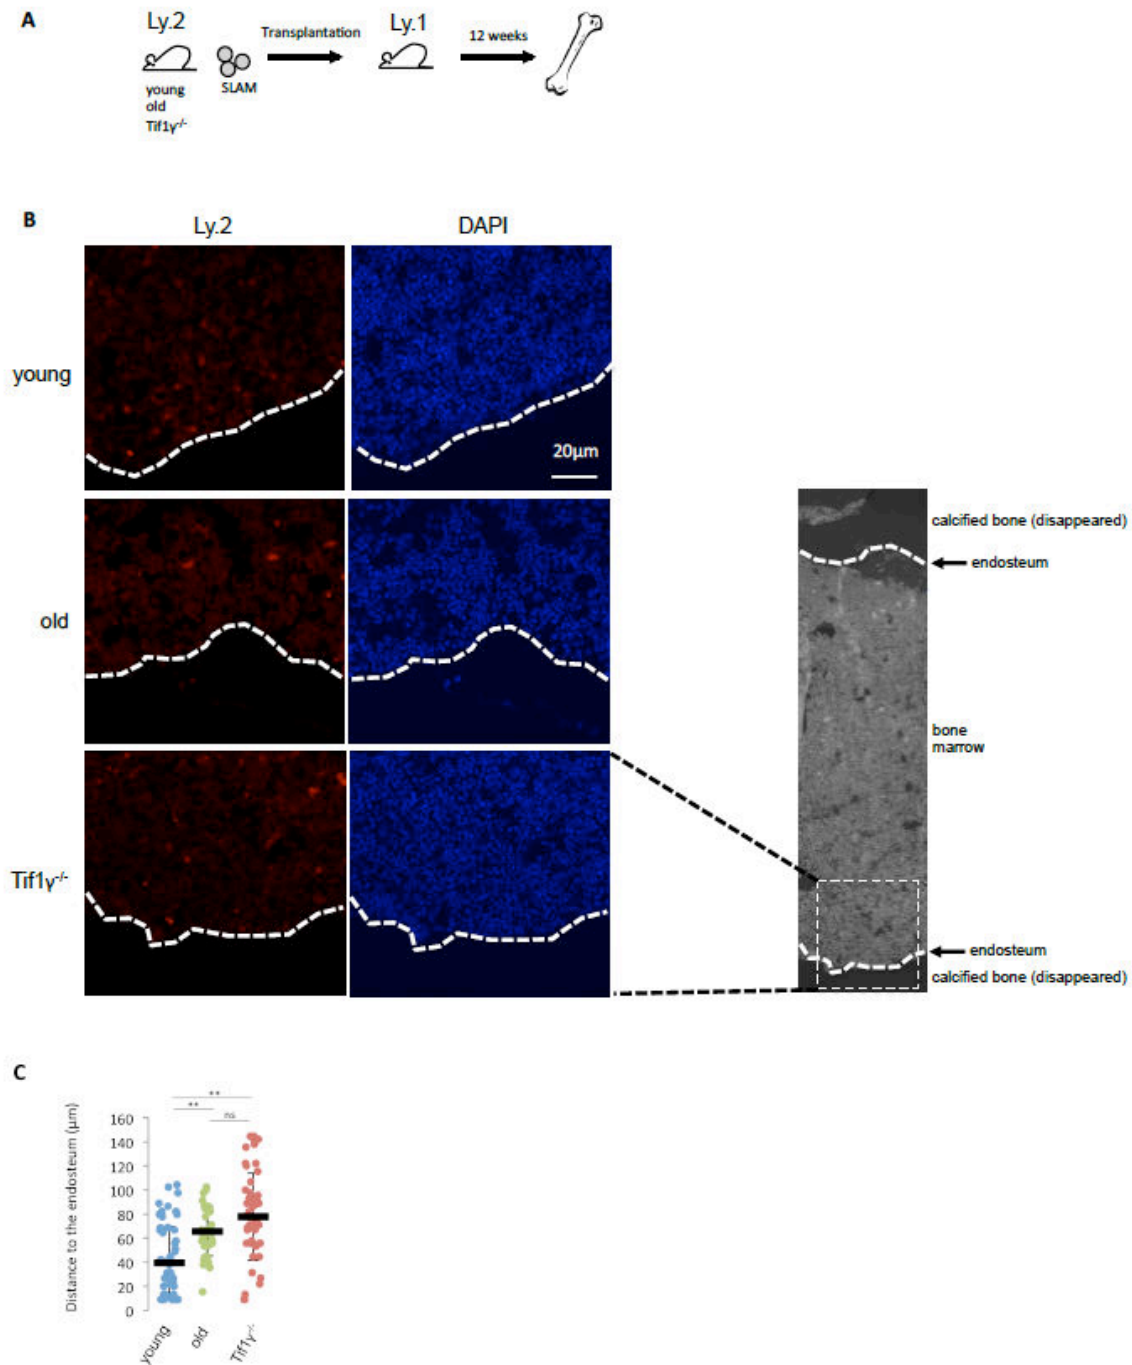 A
Ly.2
Transplantation
Ly.1
12 weeks
young
old
Tif1γ-/-
SLAM
B
Ly.2
DAPI
young
20μm
old
Tif1γ-/-
calcified bone (disappeared)
endosteum
bone
marrow
endosteum
calcified bone (disappeared)
C
Distance to the endosteum (μm)
**
**
ns
160
140
120
100
80
60
40
20
0
young
old
Tif1γ-/-